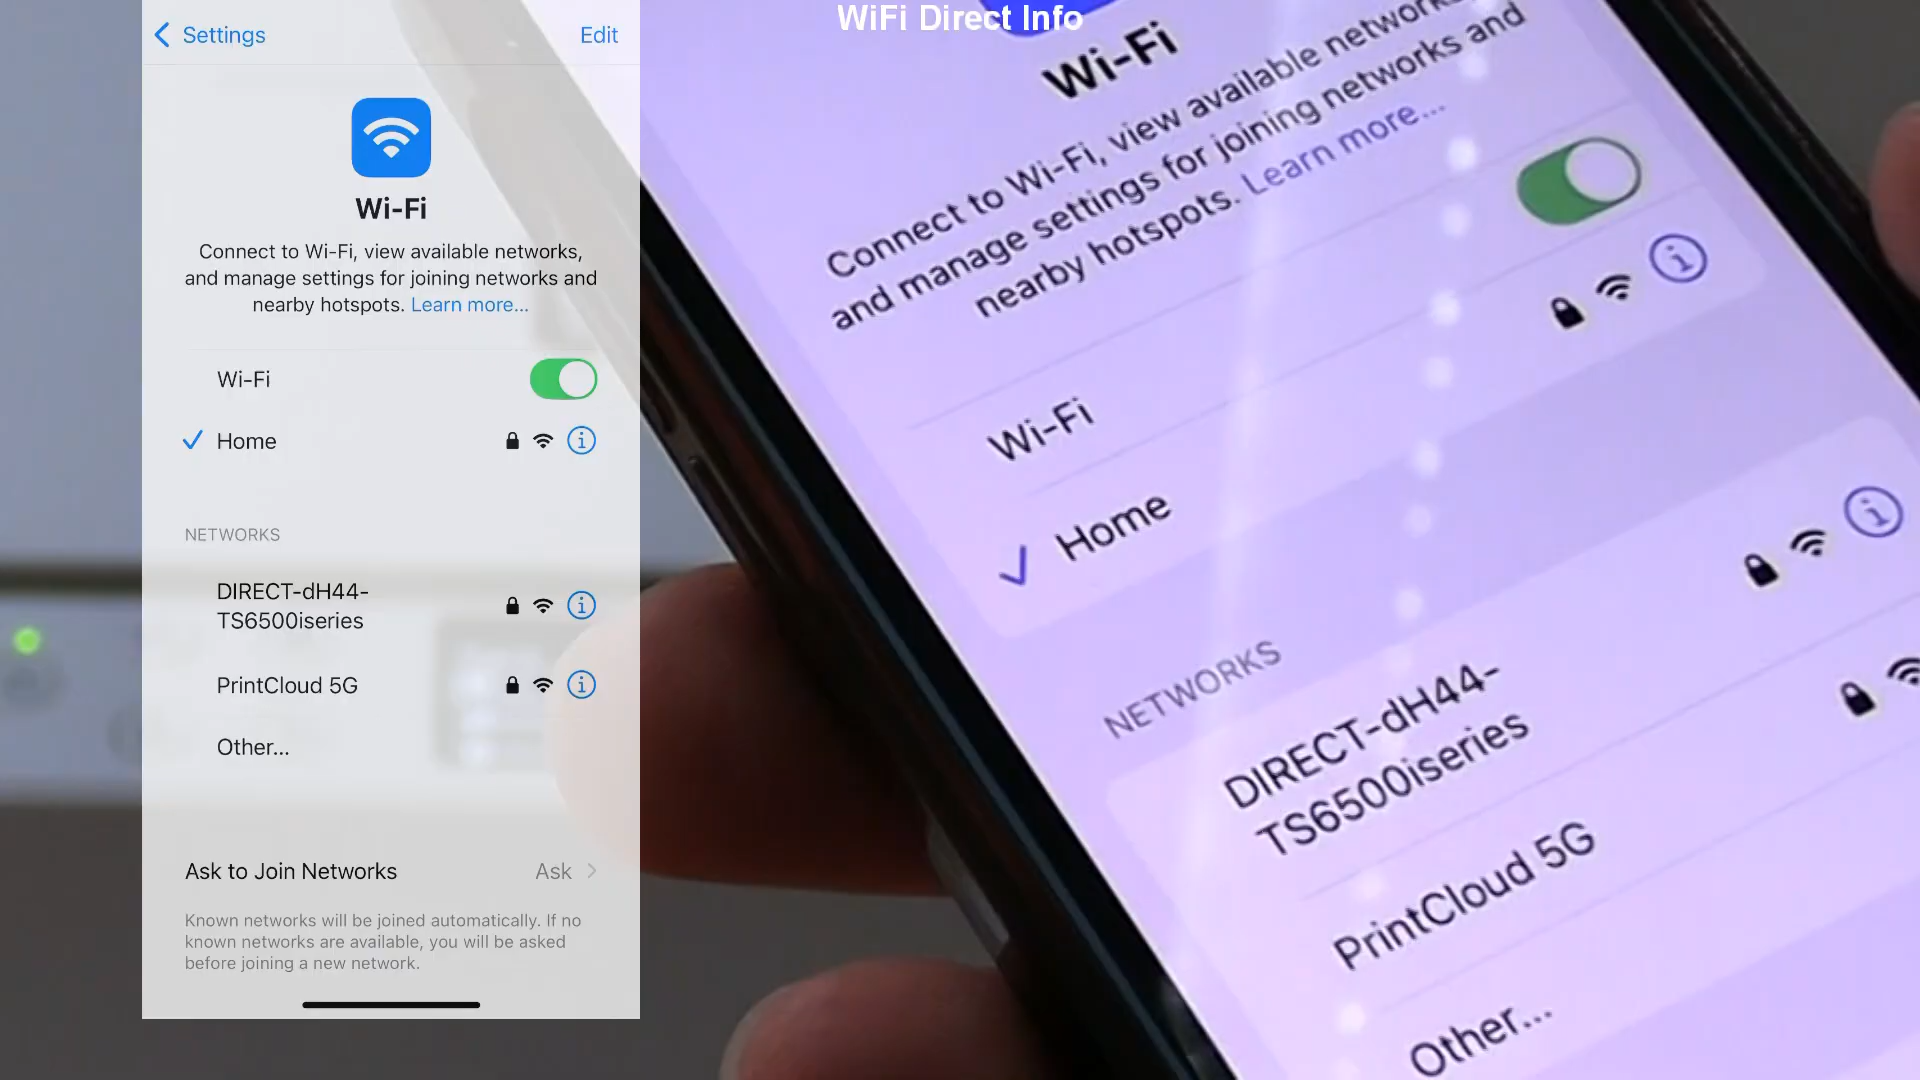 WiFi Direct Info
Settings
Edit
Wi-Fi
Connect to Wi-Fi, view available networks,
and manage settings for joining networks and
nearby hotspots. Learn more...
Wi-Fi
Home
NETWORKS
DIRECT-dH44-
TS6500iseries
PrintCloud 5G
Other...
Ask to Join Networks
Ask
Known networks will be joined automatically. If no
known networks are available, you will be asked
before joining a new network.
Wi-Fi
Connect to Wi-Fi, view available networks,
and manage settings for joining networks and
nearby hotspots. Learn more...
Wi-Fi
Home
NETWORKS
DIRECT-dH44-
TS6500iseries
PrintCloud 5G
Other...